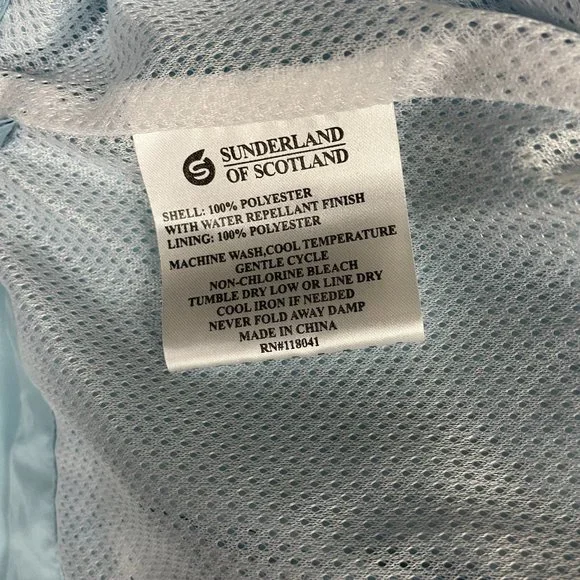 SUNDERLAND
OF SCOTLAND
SHELL: 100% POLYESTER
WITH WATER REPELLANT FINISH
LINING: 100% POLYESTER
MACHINE WASH,COOL TEMPERATURE
GENTLE CYCLE
NON-CHLORINE BLEACH
TUMBLE DRY LOW OR LINE DRY
COOL IRON IF NEEDED
NEVER FOLD AWAY DAMP
MADE IN CHINA
RN#118041